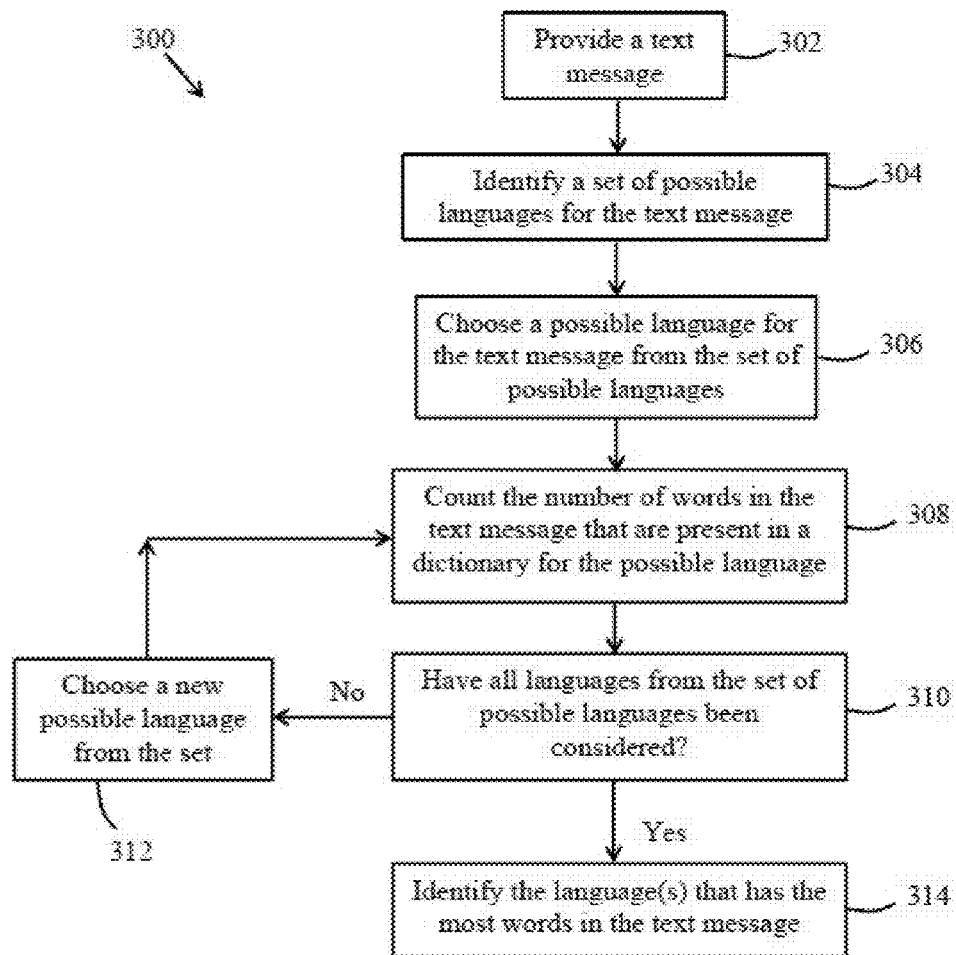 300
Provide a text
message
302
Identify a set of possible
languages for the text message
304
Choose a possible language for
the text message from the set of
possible languages
306
Count the number of words in the
text message that are present in a
dictionary for the possible language
308
Have all languages from the set of
possible languages been
considered?
310
No
Choose a new
possible language
from the set
312
Yes
Identify the language(s) that has the
most words in the text message
314